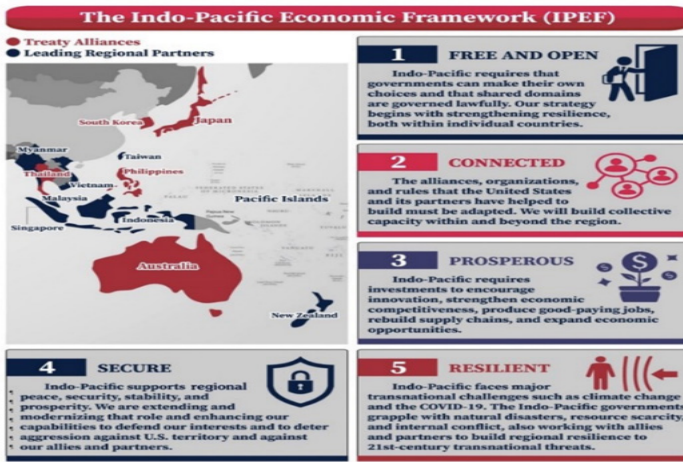 The Indo-Pacific Economic Framework (IPEF)
Treaty Alliances
Leading Regional Partners
South Korea
Japan
Myanmar
Taiwan
Thailand
Philippines
Vietnam
Malaysia
Pacific Islands
Indonesia
Singapore
Australia
New Zealand
1 FREE AND OPEN
Indo-Pacific requires that
governments can make their own
choices and that shared domains
are governed lawfully. Our strategy
begins with strengthening resilience,
both within individual countries.
2 CONNECTED
The alliances, organizations,
and rules that the United States
and its partners have helped to
build must be adapted. We will build collective
capacity within and beyond the region.
3 PROSPEROUS
Indo-Pacific requires
investments to encourage
innovation, strengthen economic
competitiveness, produce good-paying jobs,
rebuild supply chains, and expand economic
opportunities.
4 SECURE
Indo-Pacific supports regional
peace, security, stability, and
prosperity. We are extending and
modernizing that role and enhancing our
capabilities to defend our interests and to deter
aggression against U.S. territory and against
our allies and partners.
5 RESILIENT
Indo-Pacific faces major
transnational challenges such as climate change
and the COVID-19. The Indo-Pacific governments
grapple with natural disasters, resource scarcity,
and internal conflict, also working with allies
and partners to build regional resilience to
21st-century transnational threats.